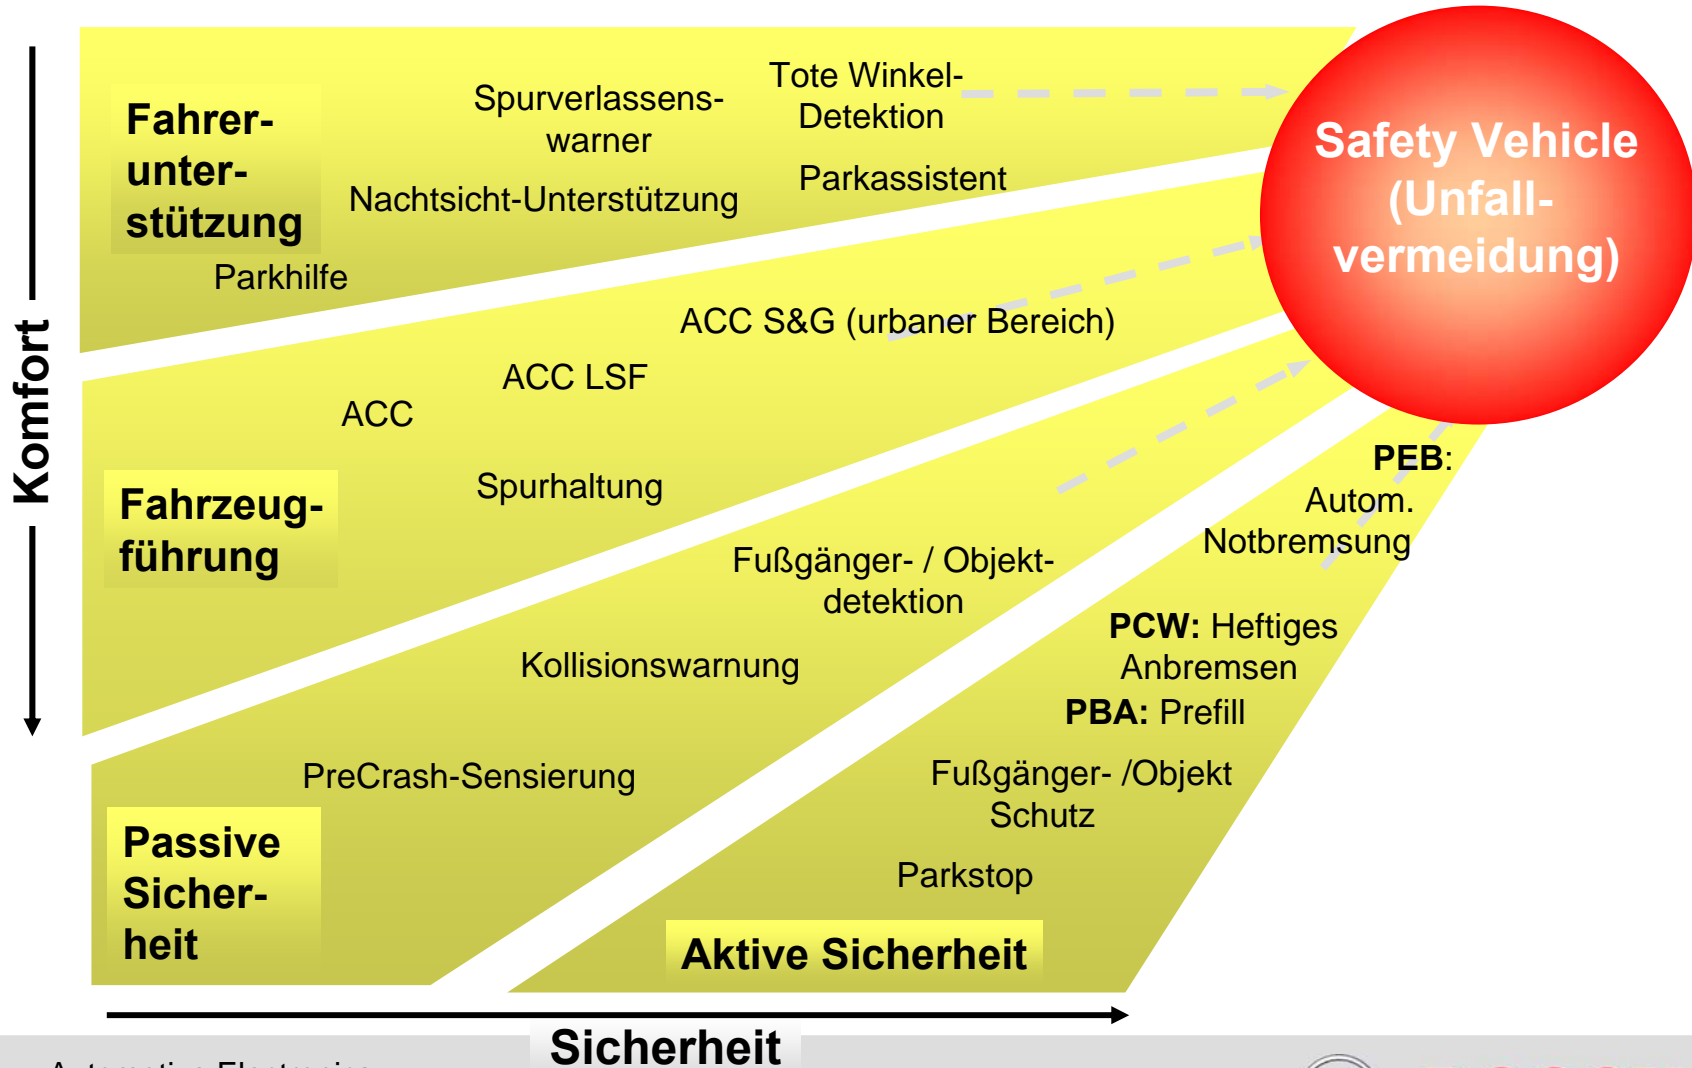 Fahrer-
unter-
stützung
Spurverlassens-
warner
Tote Winkel-
Detektion
Nachtsicht-Unterstützung
Parkassistent
Parkhilfe
Safety Vehicle
(Unfall-
vermeidung)
Komfort
ACC S&G (urbaner Bereich)
ACC LSF
ACC
Spurhaltung
Fahrzeug-
führung
Fußgänger- / Objekt-
detektion
Kollisionswarnung
PreCrash-Sensierung
Passive
Sicher-
heit
PEB:
Autom.
Notbremsung
PCW: Heftiges
Anbremsen
PBA: Prefill
Fußgänger- /Objekt
Schutz
Parkstop
Aktive Sicherheit
Sicherheit